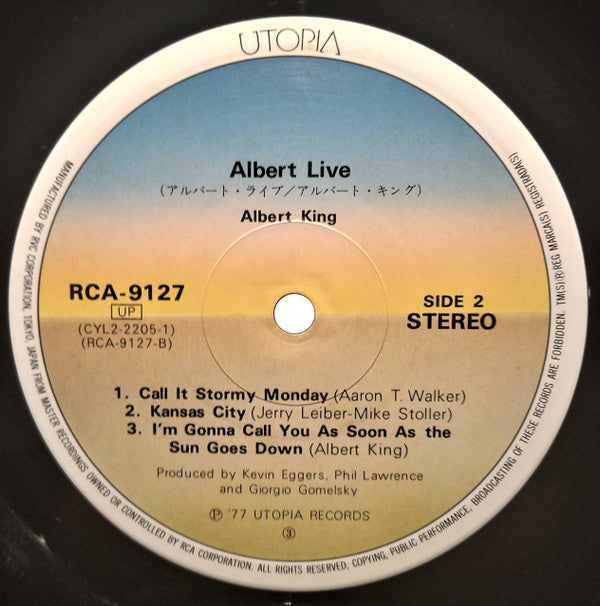 UTOPIA
Albert Live
(アルバート・ライブ/アルバート・キング)
Albert King
RCA-9127
UP
(CYL2-2205-1)
(RCA-9127-B)
SIDE 2
STEREO
1. Call It Stormy Monday (Aaron T. Walker)
2. Kansas City (Jerry Leiber-Mike Stoller)
3. I'm Gonna Call You As Soon As the
Sun Goes Down (Albert King)
Produced by Kevin Eggers, Phil Lawrence
and Giorgio Gomelsky
Ⓟ '77 UTOPIA RECORDS
③
MANUFACTURED BY RVC CORPORATION, TOKYO, JAPAN FROM MASTER RECORDINGS OWNED OR CONTROLLED BY RCA CORPORATION. ALL RIGHTS RESERVED, COPYING, PUBLIC PERFORMANCE, BROADCASTING OF THESE RECORDS ARE FORBIDDEN. TM(S)® REG MARCA(S) REGISTRADA(S)